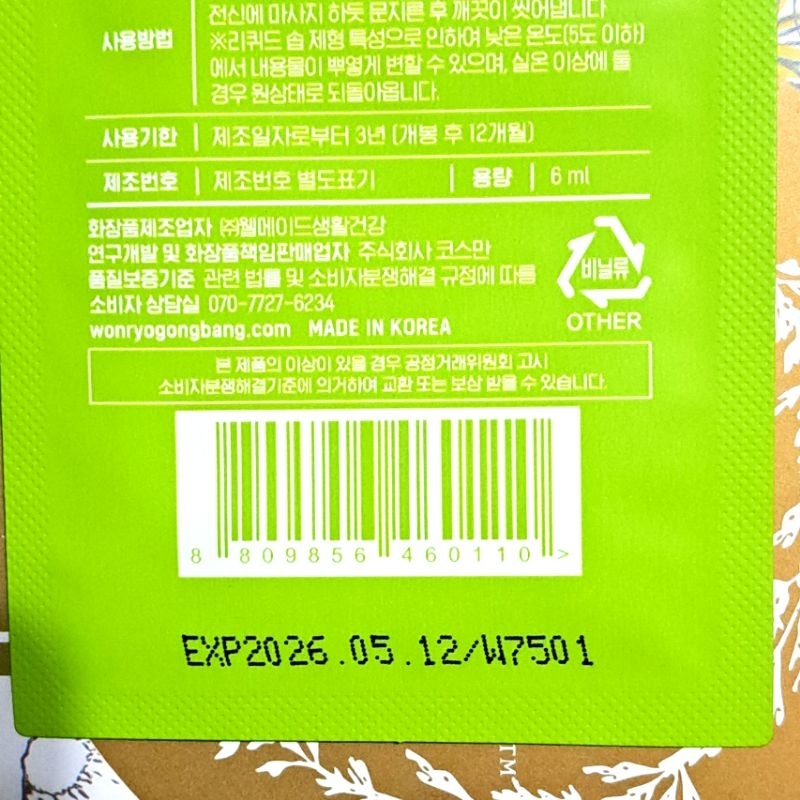 전신에 마사지 하듯 문지른 후 깨끗이 씻어냅니다
사용방법
※리퀴드 솝 제형 특성으로 인하여 낮은 온도(5도 이하)
에서 내용물이 뿌옇게 변할 수 있으며, 실온 이상에 둘
경우 원상태로 되돌아옵니다.
사용기한 제조일자로부터 3년 (개봉 후 12개월)
제조번호 제조번호 별도표기 용량 6 ml
화장품제조업자 ㈜웰메이드생활건강
연구개발 및 화장품책임판매업자 주식회사 코스만
품질보증기준 관련 법률 및 소비자분쟁해결 규정에 따름
소비자 상담실 070-7727-6234
wonryogongbang.com MADE IN KOREA
비닐류
OTHER
본 제품의 이상이 있을 경우 공정거래위원회 고시
소비자분쟁해결기준에 의거하여 교환 또는 보상 받을 수 있습니다.
8 809856 460110 >
EXP2026.05.12/W7501
TM